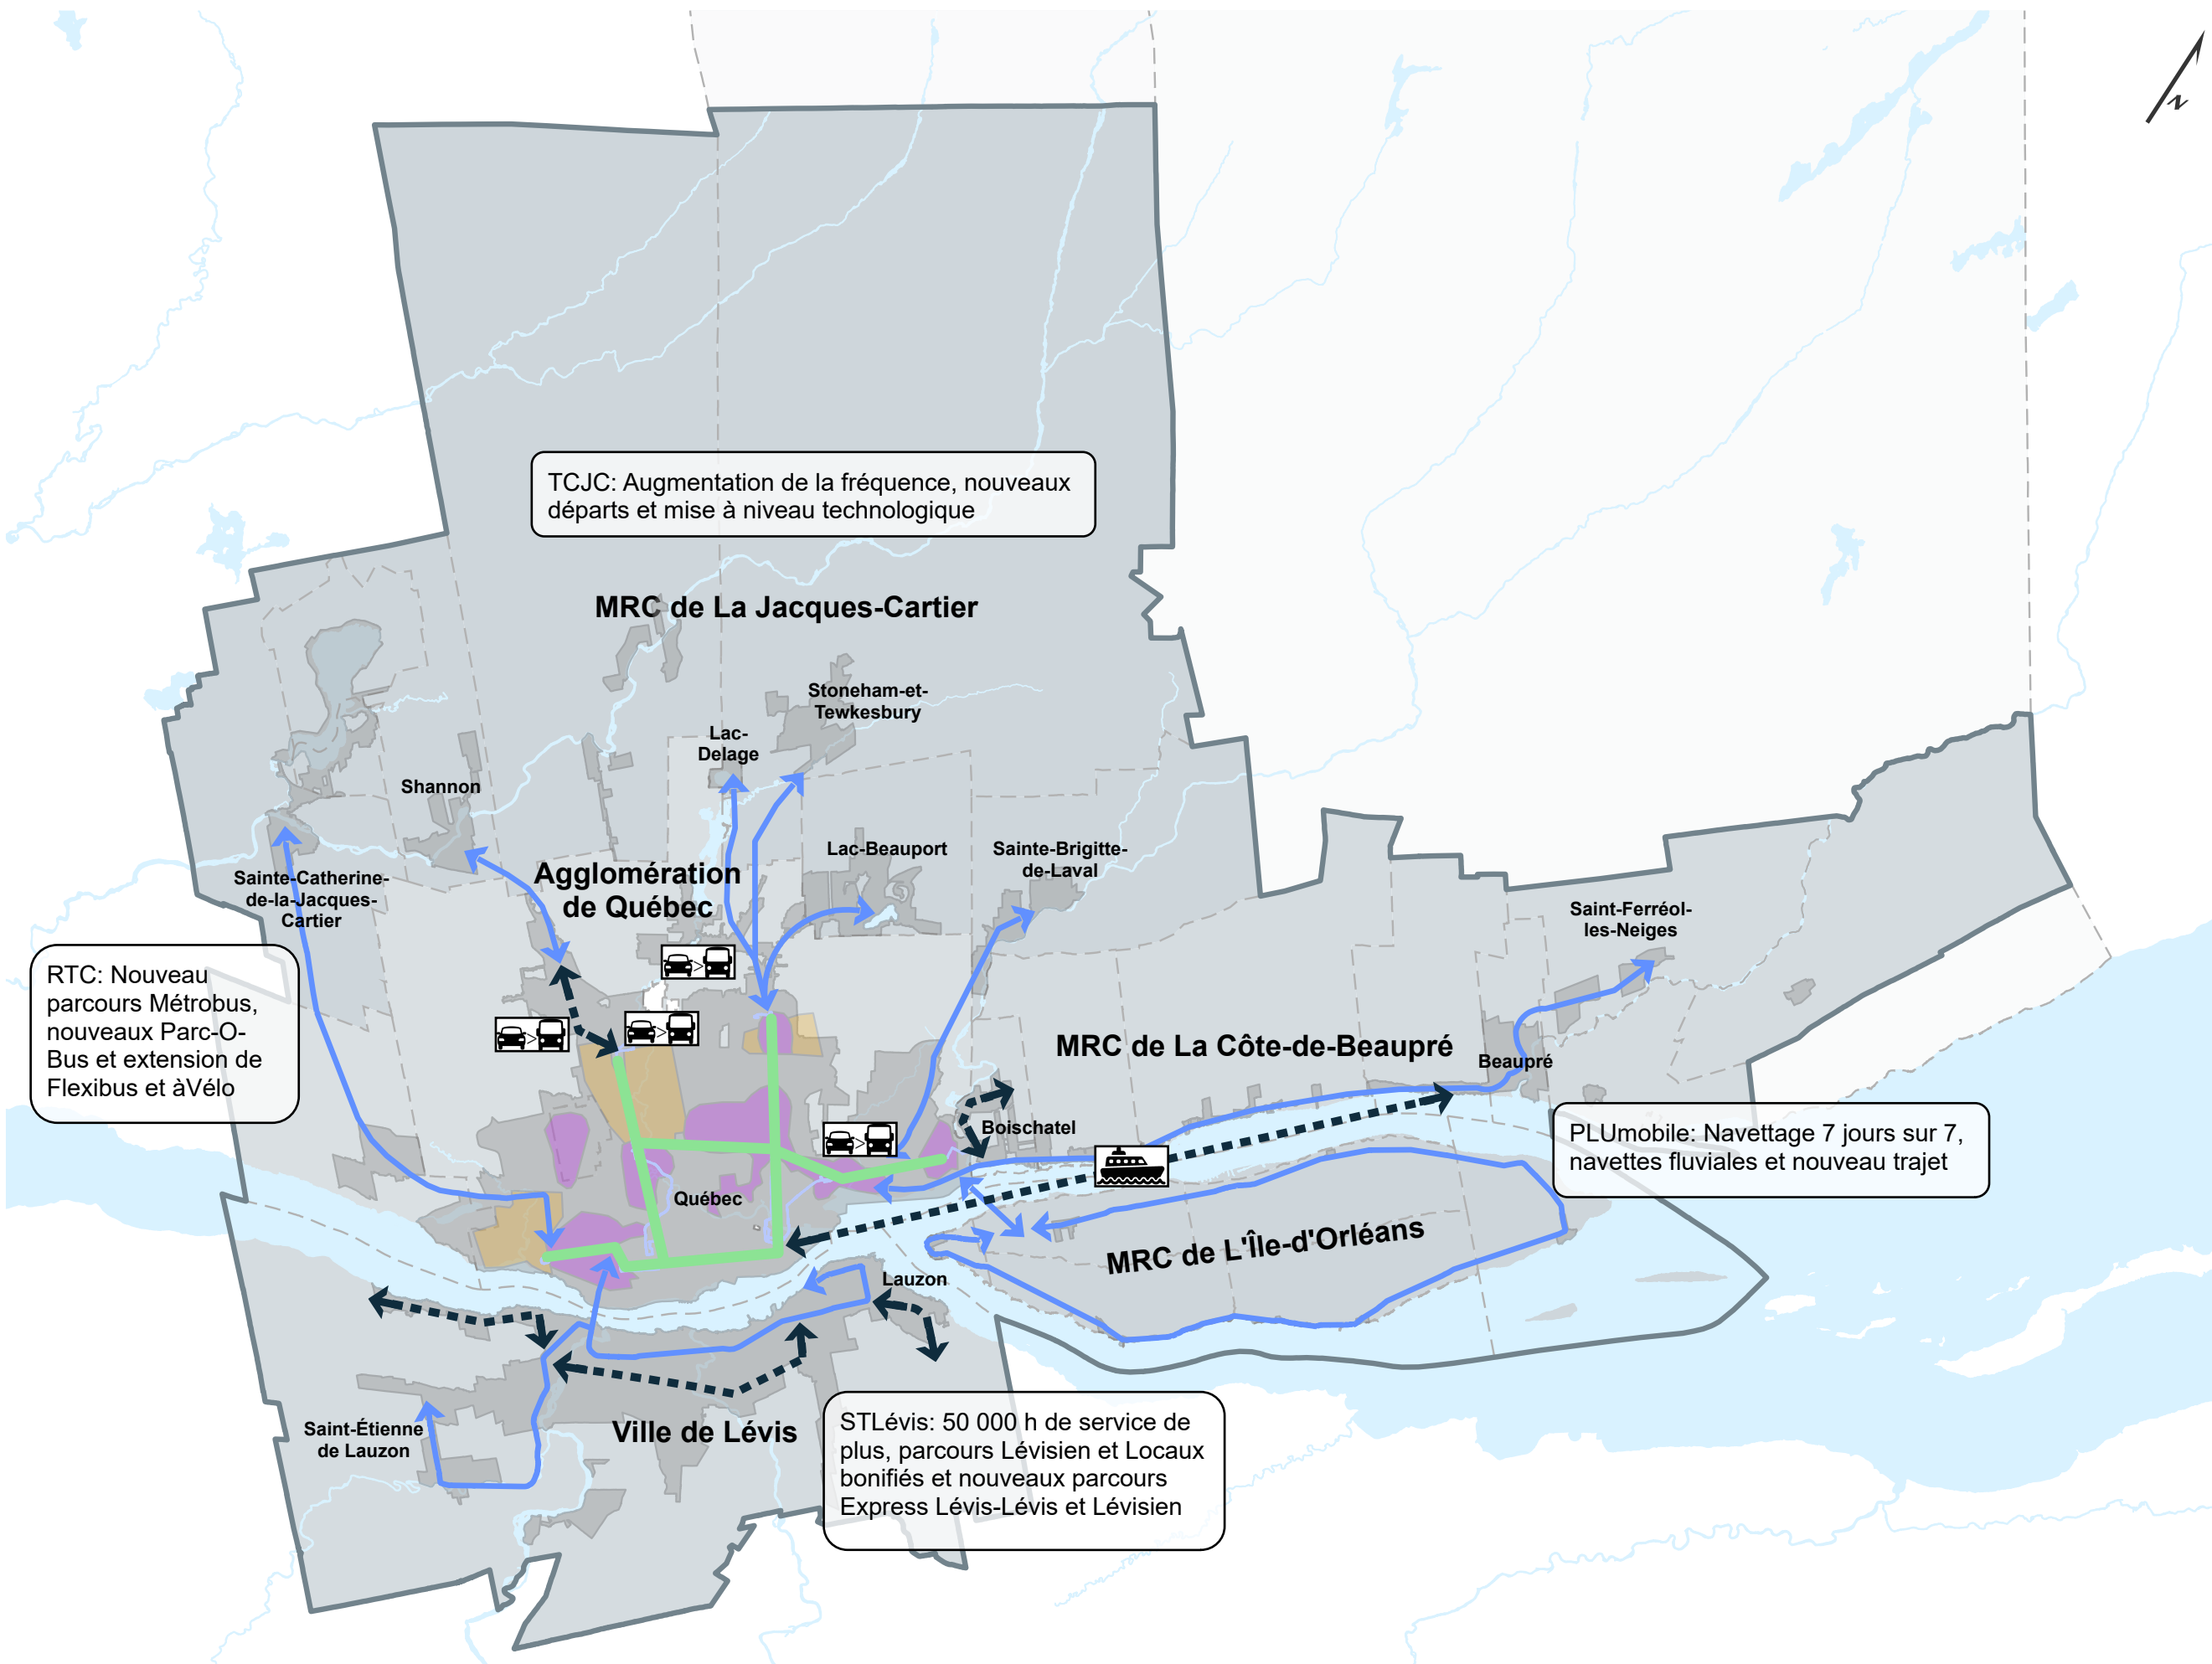 N
TCJC: Augmentation de la fréquence, nouveaux
départs et mise à niveau technologique
MRC de La Jacques-Cartier
Stoneham-et-
Tewkesbury
Lac-
Delage
Shannon
Lac-Beauport
Sainte-Brigitte-
de-Laval
Agglomération
de Québec
Sainte-Catherine-
de-la-Jacques-
Cartier
Saint-Ferréol-
les-Neiges
RTC: Nouveau
parcours Métrobus,
nouveaux Parc-O-
Bus et extension de
Flexibus et àVélo
>
>
>
>
MRC de La Côte-de-Beaupré
Beaupré
Boischatel
PLUmobile: Navettage 7 jours sur 7,
navettes fluviales et nouveau trajet
Québec
MRC de L'Île-d'Orléans
Lauzon
Saint-Étienne
de Lauzon
Ville de Lévis
STLévis: 50 000 h de service de
plus, parcours Lévisien et Locaux
bonifiés et nouveaux parcours
Express Lévis-Lévis et Lévisien